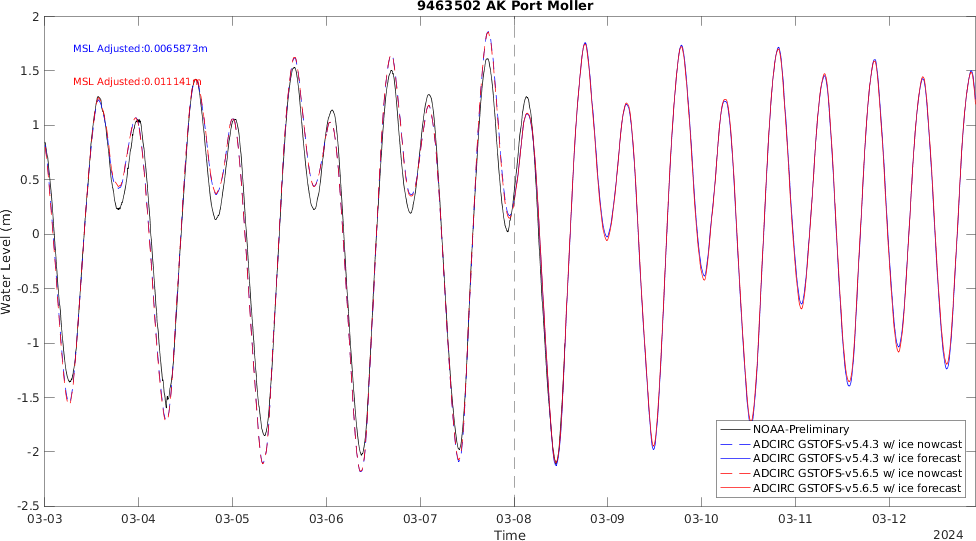 9463502 AK Port Moller
MSL Adjusted:0.0065873m
MSL Adjusted:0.011141m
2
1.5
1
0.5
0
-0.5
-1
-1.5
-2
-2.5
Water Level (m)
NOAA-Preliminary
ADCIRC GSTOFS-v5.4.3 w/ ice nowcast
ADCIRC GSTOFS-v5.4.3 w/ ice forecast
ADCIRC GSTOFS-v5.6.5 w/ ice nowcast
ADCIRC GSTOFS-v5.6.5 w/ ice forecast
03-03 03-04 03-05 03-06 03-07 03-08 03-09 03-10 03-11 03-12
Time
2024